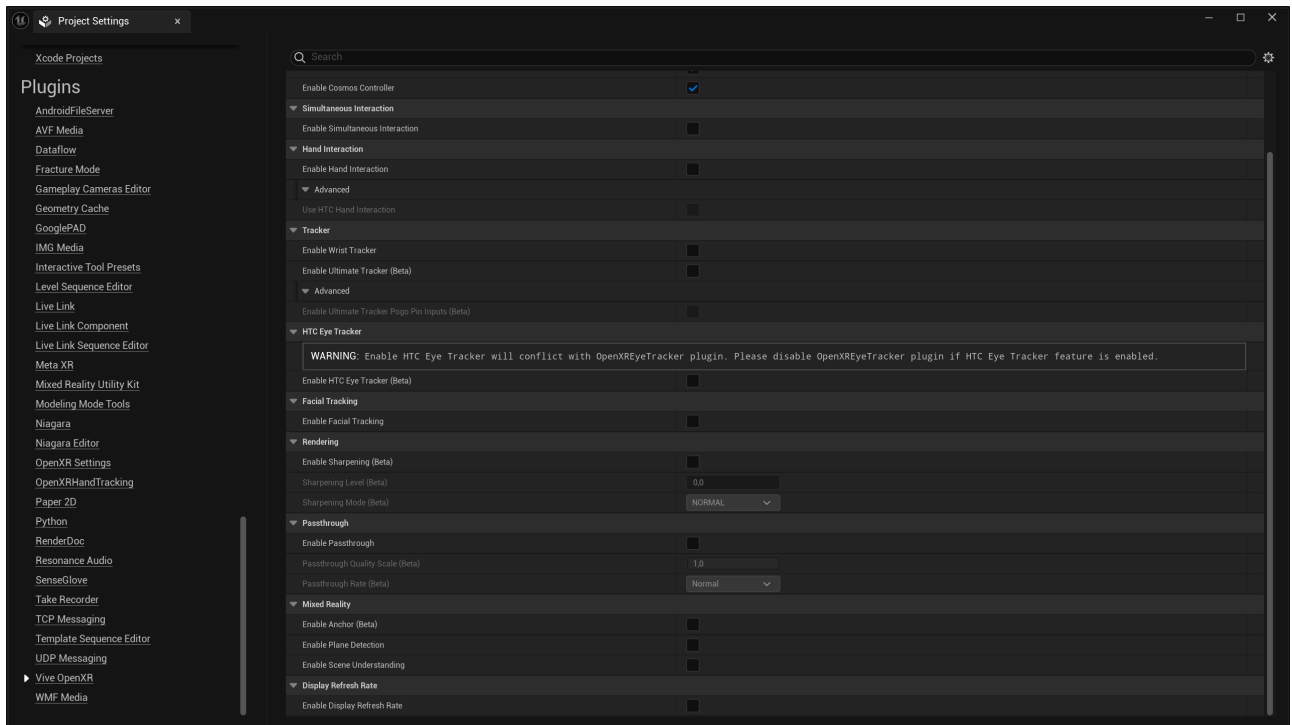 Project Settings
Xcode Projects
Plugins
AndroidFileServer
AVF Media
Dataflow
Fracture Mode
Gameplay Cameras Editor
Geometry Cache
GooglePAD
IMG Media
Interactive Tool Presets
Level Sequence Editor
Live Link
Live Link Component
Live Link Sequence Editor
Meta XR
Mixed Reality Utility Kit
Modeling Mode Tools
Niagara
Niagara Editor
OpenXR Settings
OpenXRHandTracking
Paper 2D
Python
RenderDoc
Resonance Audio
SenseGlove
Take Recorder
TCP Messaging
Template Sequence Editor
UDP Messaging
Vive OpenXR
WMF Media
Search
Enable Cosmos Controller
Simultaneous Interaction
Enable Simultaneous Interaction
Hand Interaction
Enable Hand Interaction
Advanced
Use HTC Hand Interaction
Tracker
Enable Wrist Tracker
Enable Ultimate Tracker (Beta)
Advanced
Enable Ultimate Tracker Pogo Pin Inputs (Beta)
HTC Eye Tracker
WARNING: Enable HTC Eye Tracker will conflict with OpenXREyeTracker plugin. Please disable OpenXREyeTracker plugin if HTC Eye Tracker feature is enabled.
Enable HTC Eye Tracker (Beta)
Facial Tracking
Enable Facial Tracking
Rendering
Enable Sharpening (Beta)
Sharpening Level (Beta) 0,0
Sharpening Mode (Beta) NORMAL
Passthrough
Enable Passthrough
Passthrough Quality Scale (Beta) 1,0
Passthrough Rate (Beta) Normal
Mixed Reality
Enable Anchor (Beta)
Enable Plane Detection
Enable Scene Understanding
Display Refresh Rate
Enable Display Refresh Rate